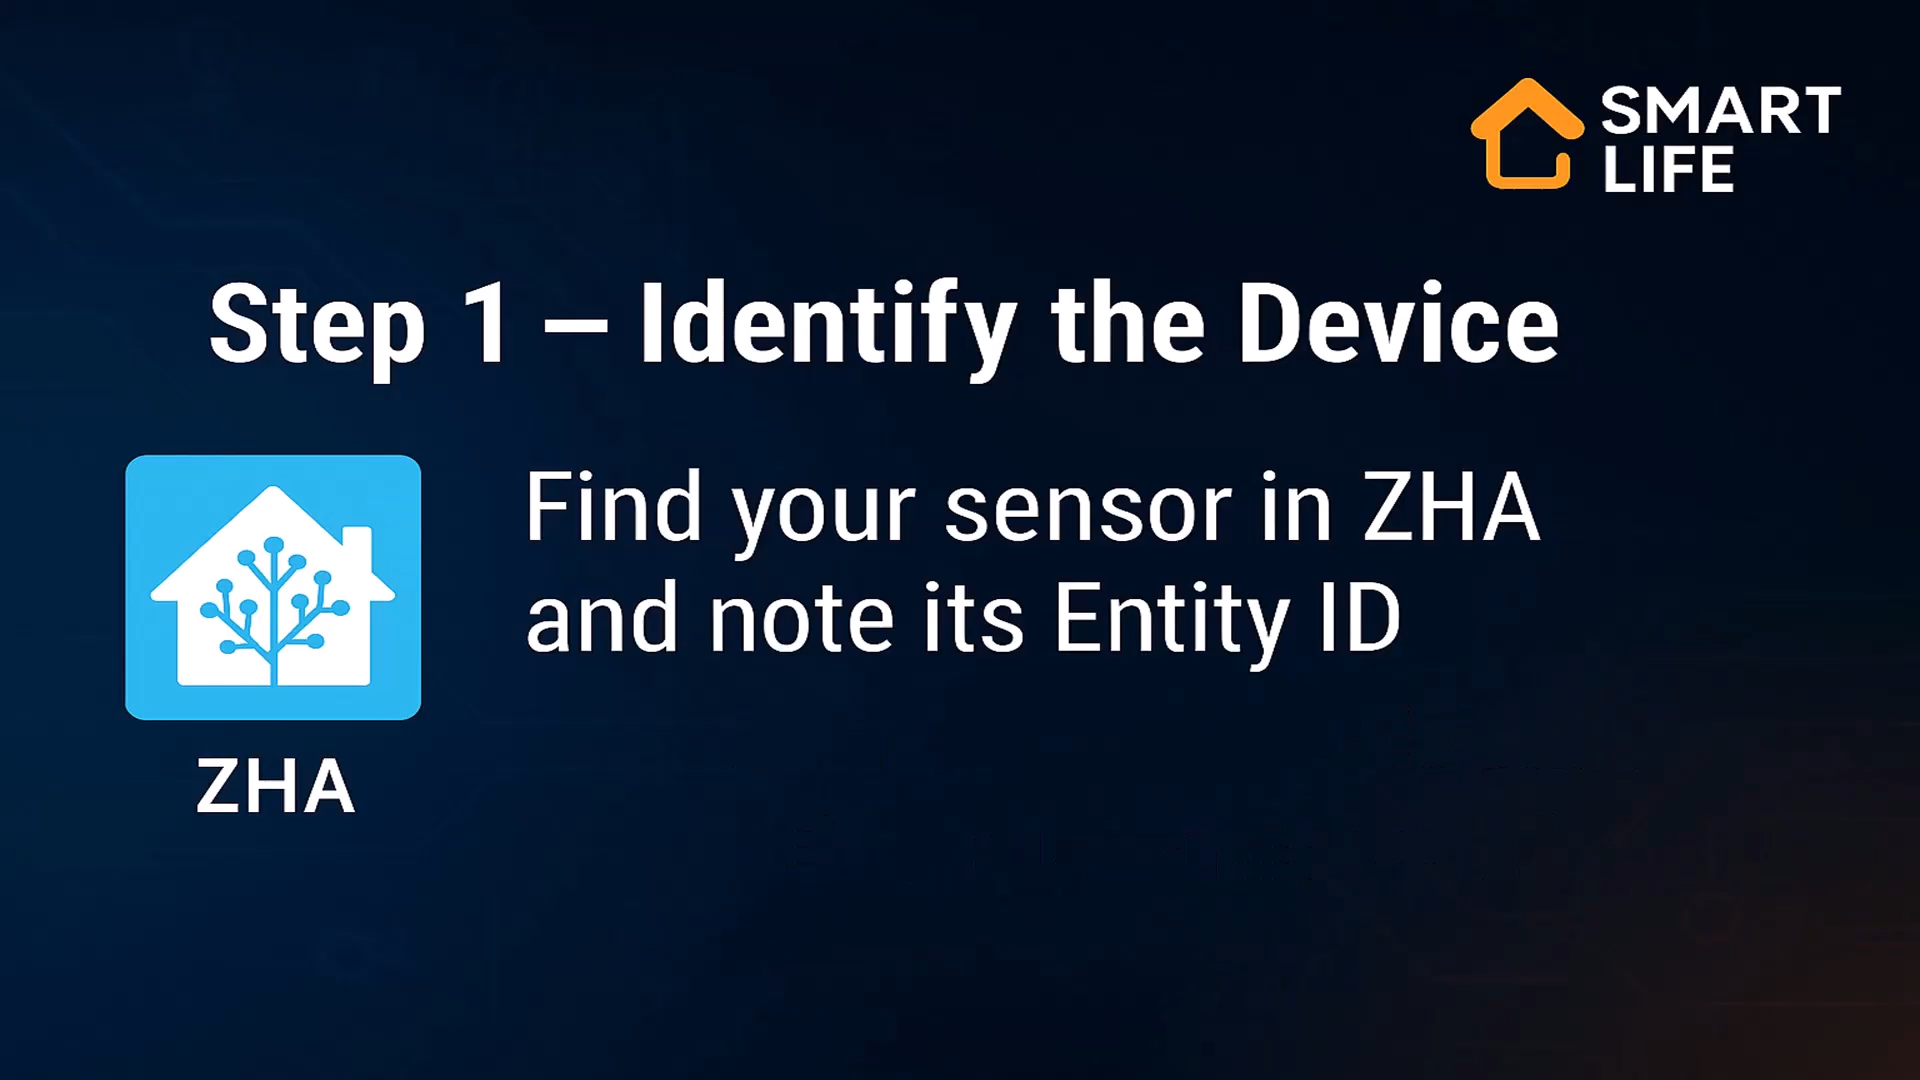 SMART
LIFE
Step 1 – Identify the Device
Find your sensor in ZHA
and note its Entity ID
ZHA